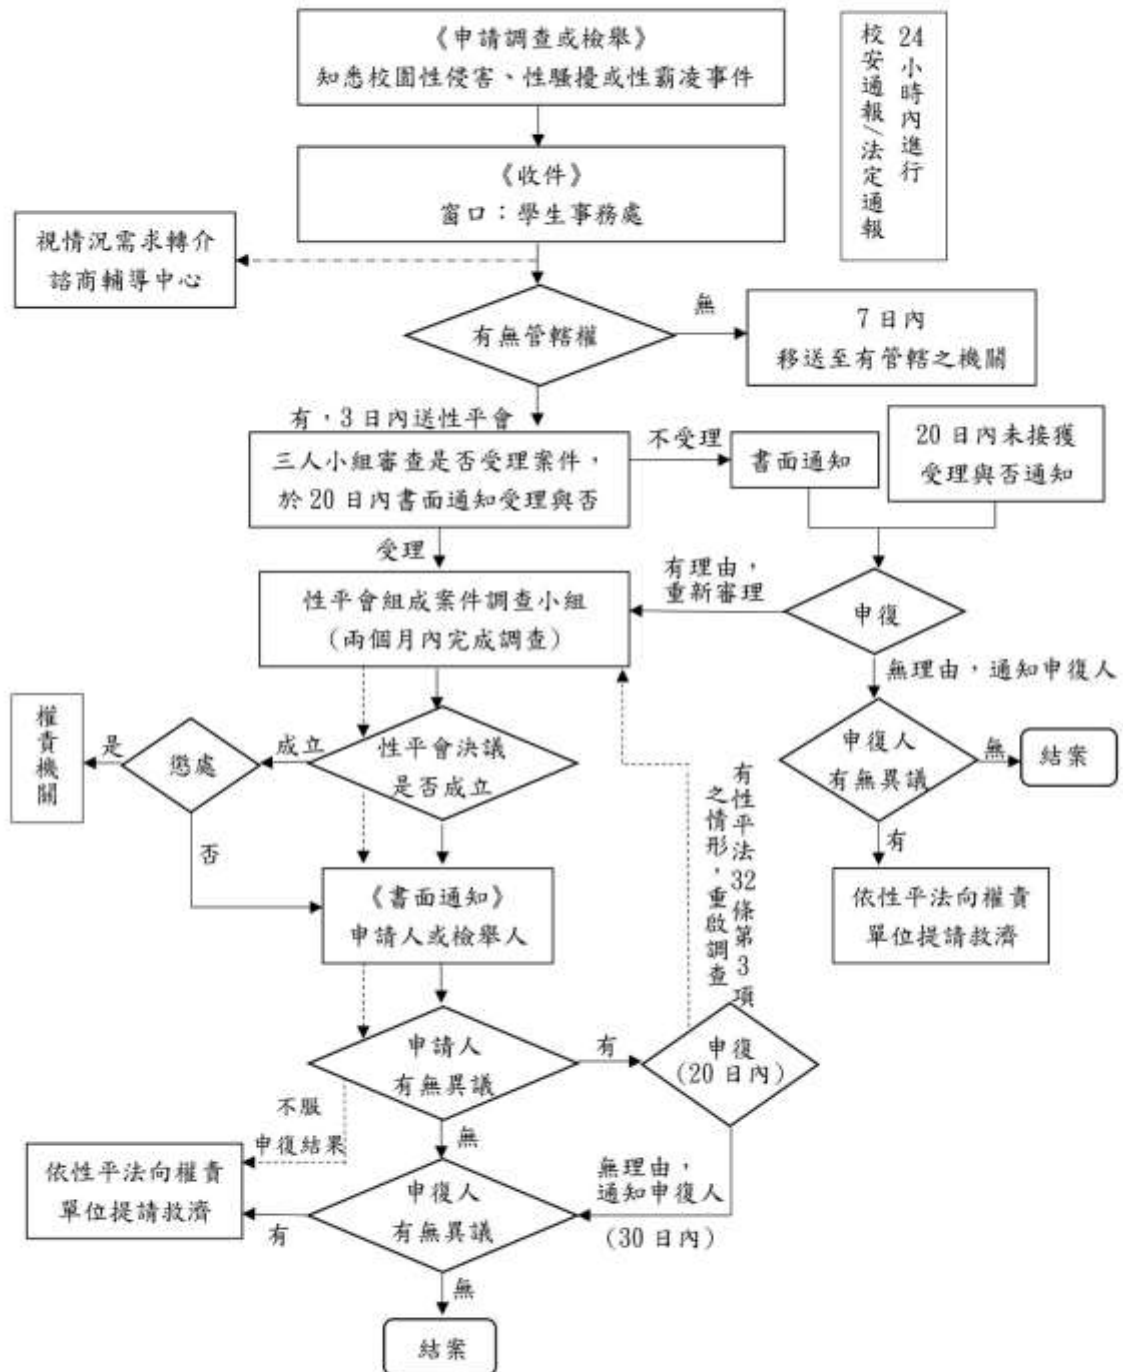 《申請調查或檢舉》
知悉校園性侵害、性騷擾或性霸凌事件
24小時內進行
校安通報/法定通報
《收件》
窗口：學生事務處
視情況需求轉介
諮商輔導中心
有無管轄權
無
7日內
移送至有管轄之機關
有，3日內送性平會
三人小組審查是否受理案件，
於20日內書面通知受理與否
不受理
書面通知
20日內未接獲
受理與否通知
受理
性平會組成案件調查小組
(兩個月內完成調查)
有理由，
重新審理
申復
無理由，通知申復人
權責機關
是
懲處
成立
性平會決議
是否成立
申復人
有無異議
無
結案
否
有性平法32條第3項
之情形，重啟調查
有
依性平法向權責
單位提請救濟
《書面通知》
申請人或檢舉人
申請人
有無異議
有
申復
(20日內)
不服
申復結果
無
依性平法向權責
單位提請救濟
有
申復人
有無異議
無理由，
通知申復人
(30日內)
無
結案